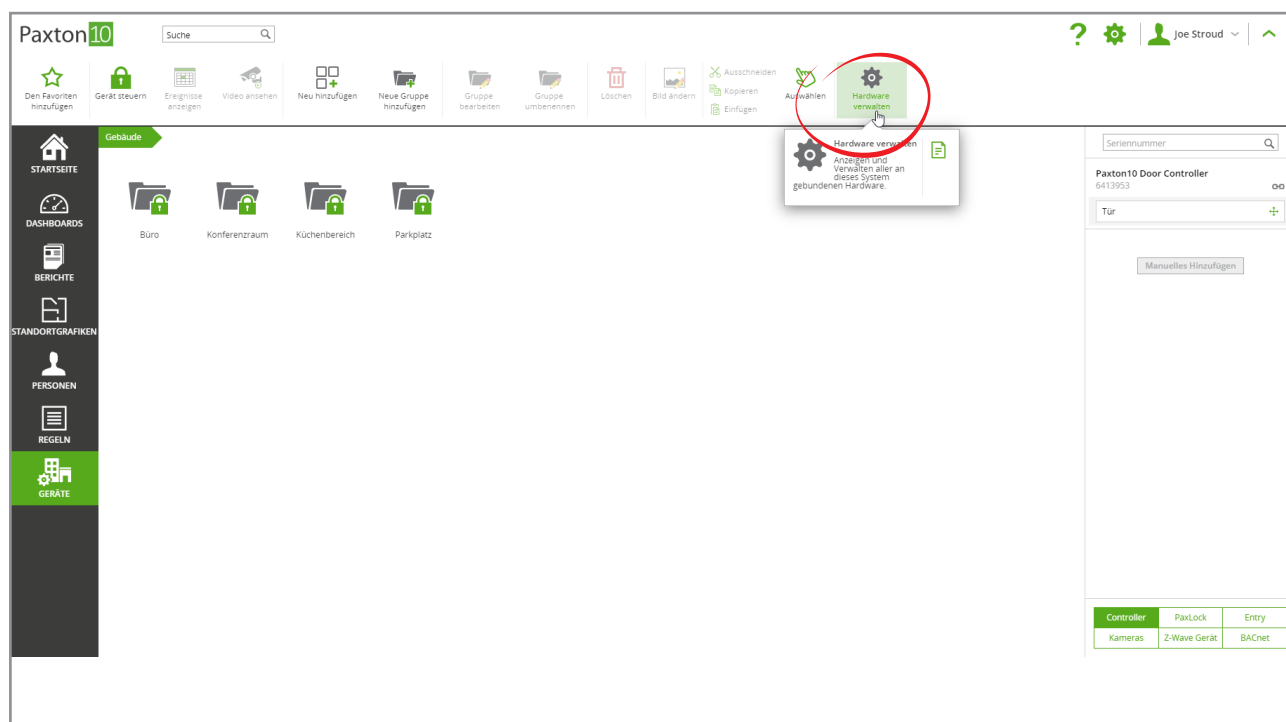 Paxton10
Suche
?
Joe Stroud
Den Favoriten
hinzufügen
Gerät steuern
Ereignisse
anzeigen
Video ansehen
Neu hinzufügen
Neue Gruppe
hinzufügen
Gruppe
bearbeiten
Gruppe
umbenennen
Löschen
Bild ändern
Ausschneiden
Kopieren
Einfügen
Auswählen
Hardware
verwalten
Hardware verwalten
Anzeigen und
Verwalten aller an
dieses System
gebundenen Hardware.
STARTSEITE
DASHBOARDS
BERICHTE
STANDORTGRAFIKEN
PERSONEN
REGELN
GERÄTE
Gebäude
Büro
Konferenzraum
Küchenbereich
Parkplatz
Seriennummer
Paxton10 Door Controller
6413953
Tür
Manuelles Hinzufügen
Controller
PaxLock
Entry
Kameras
Z-Wave Gerät
BACnet